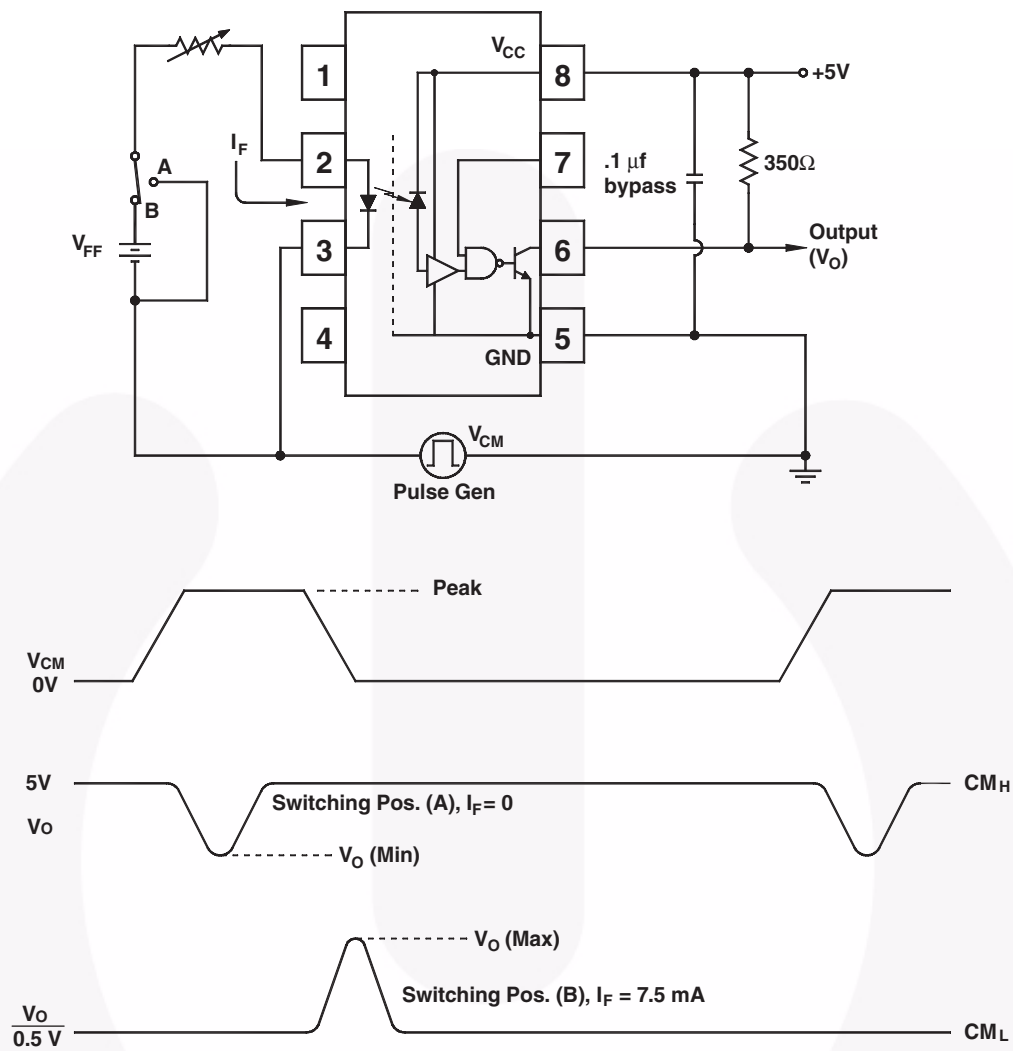 V_CC
1
8
+5V
I_F
2
7
.1 μf
bypass
350Ω
A
B
V_FF
3
6
Output
(V_O)
4
5
GND
V_CM
Pulse Gen
Peak
V_CM
0V
5V
CM_H
Switching Pos. (A), I_F = 0
V_O
V_O (Min)
V_O (Max)
Switching Pos. (B), I_F = 7.5 mA
V_O
0.5 V
CM_L